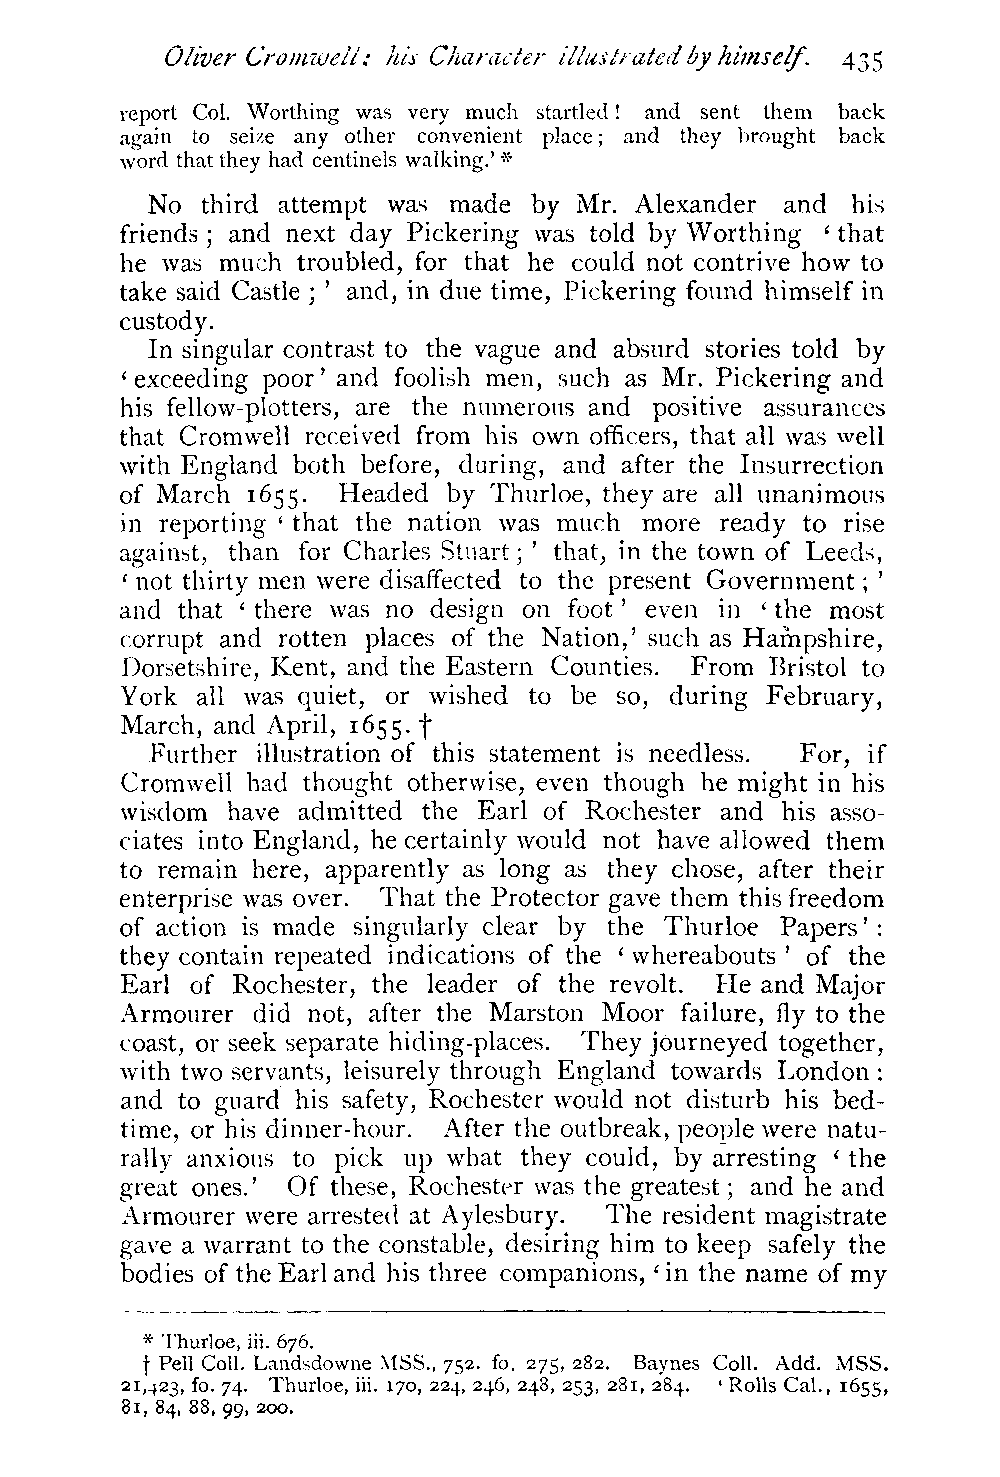 Oliver Cromwell: his Character illustrated by himself. 435
report Col. Worthing was very much startled! and sent them back
again to seize any other convenient place; and they brought back
word that they had centinels walking.' *
No third attempt was made by Mr. Alexander and his
friends; and next day Pickering was told by Worthing ‘that
he was much troubled, for that he could not contrive how to
take said Castle;’ and, in due time, Pickering found himself in
custody.
In singular contrast to the vague and absurd stories told by
‘exceeding poor’ and foolish men, such as Mr. Pickering and
his fellow-plotters, are the numerous and positive assurances
that Cromwell received from his own officers, that all was well
with England both before, during, and after the Insurrection
of March 1655. Headed by Thurloe, they are all unanimous
in reporting ‘that the nation was much more ready to rise
against, than for Charles Stuart;’ that, in the town of Leeds,
‘not thirty men were disaffected to the present Government;’
and that ‘there was no design on foot’ even in ‘the most
corrupt and rotten places of the Nation,’ such as Hampshire,
Dorsetshire, Kent, and the Eastern Counties. From Bristol to
York all was quiet, or wished to be so, during February,
March, and April, 1655. †
Further illustration of this statement is needless. For, if
Cromwell had thought otherwise, even though he might in his
wisdom have admitted the Earl of Rochester and his asso-
ciates into England, he certainly would not have allowed them
to remain here, apparently as long as they chose, after their
enterprise was over. That the Protector gave them this freedom
of action is made singularly clear by the Thurloe Papers’:
they contain repeated indications of the ‘whereabouts’ of the
Earl of Rochester, the leader of the revolt. He and Major
Armourer did not, after the Marston Moor failure, fly to the
coast, or seek separate hiding-places. They journeyed together,
with two servants, leisurely through England towards London:
and to guard his safety, Rochester would not disturb his bed-
time, or his dinner-hour. After the outbreak, people were natu-
rally anxious to pick up what they could, by arresting ‘the
great ones.’ Of these, Rochester was the greatest; and he and
Armourer were arrested at Aylesbury. The resident magistrate
gave a warrant to the constable, desiring him to keep safely the
bodies of the Earl and his three companions, ‘in the name of my
* Thurloe, iii. 676.
† Pell Coll. Landsdowne MSS., 752. fo. 275, 282. Baynes Coll. Add. MSS.
21,423, fo. 74. Thurloe, iii. 170, 224, 246, 248, 253, 281, 284. ‘Rolls Cal., 1655,
81, 84, 88, 99, 200.